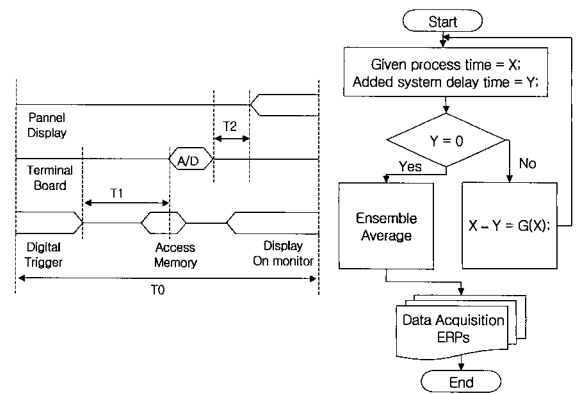 Pannel
Display
T2
Terminal
Board
A/D
T1
Digital
Trigger
Access
Memory
Display
On monitor
T0
Start
Given process time = X;
Added system delay time = Y;
Y = 0
Yes
No
Ensemble
Average
X - Y = G(X);
Data Acquisition
ERPs
End